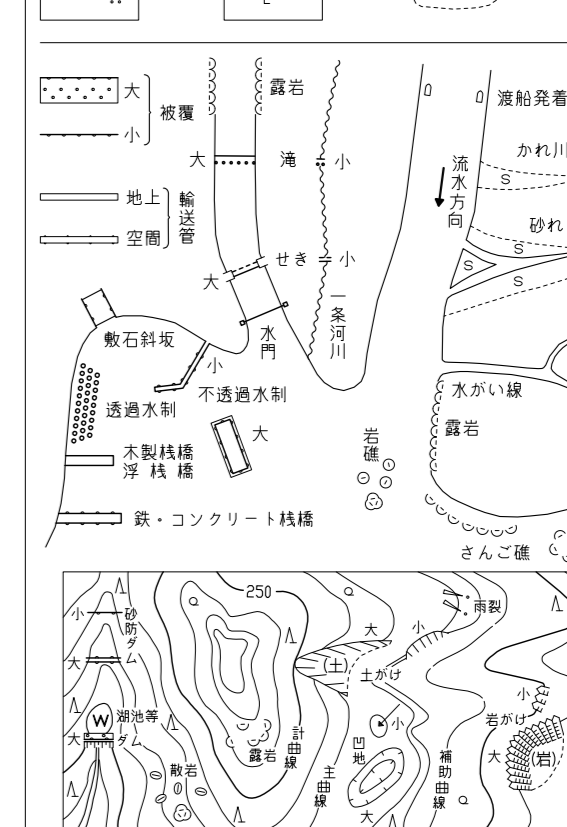 大
小
被覆
地上
空間
輸送管
大
滝
小
露岩
せき
小
大
水門
一条河川
渡船発着
かれ川
流水方向
砂れ
S
S
S
S
敷石斜坂
小
不透過水制
透過水制
大
木製桟橋
浮桟橋
鉄・コンクリート桟橋
岩礁
水がい線
露岩
さんご礁
小
砂防ダム
大
250
大
小
雨裂
(土)
土がけ
W
湖池等
大
ダム
散岩
露岩
計曲線
主曲線
凹地
小
大
補助曲線
小
岩がけ
大
(岩)